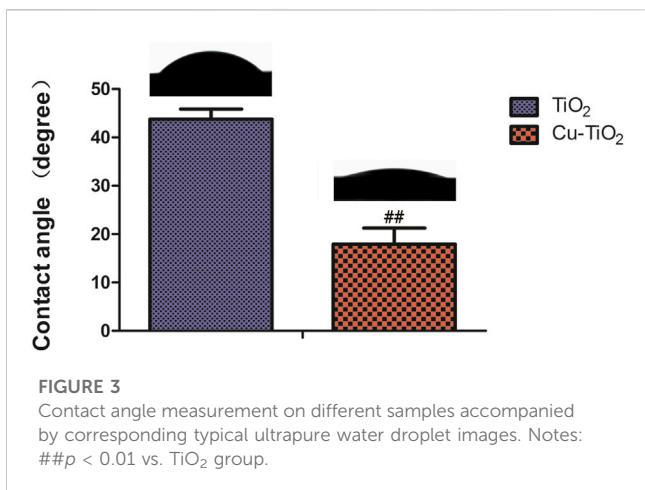 Contact angle （degree）
50
40
30
20
10
0
##
TiO₂
Cu-TiO₂
FIGURE 3
Contact angle measurement on different samples accompanied
by corresponding typical ultrapure water droplet images. Notes:
##p < 0.01 vs. TiO₂ group.